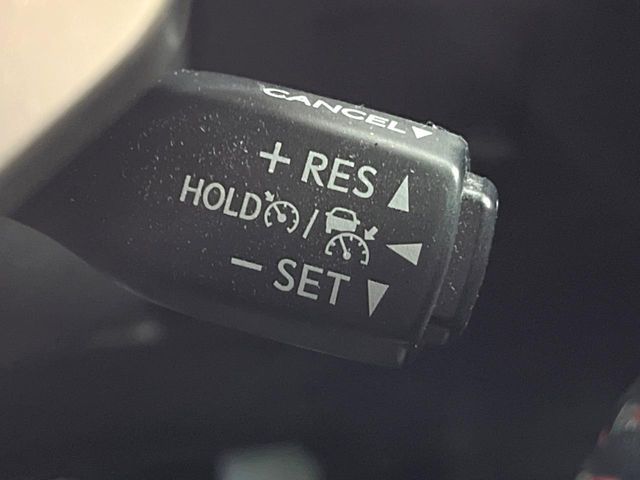 CANCEL
+ RES
HOLD /
- SET